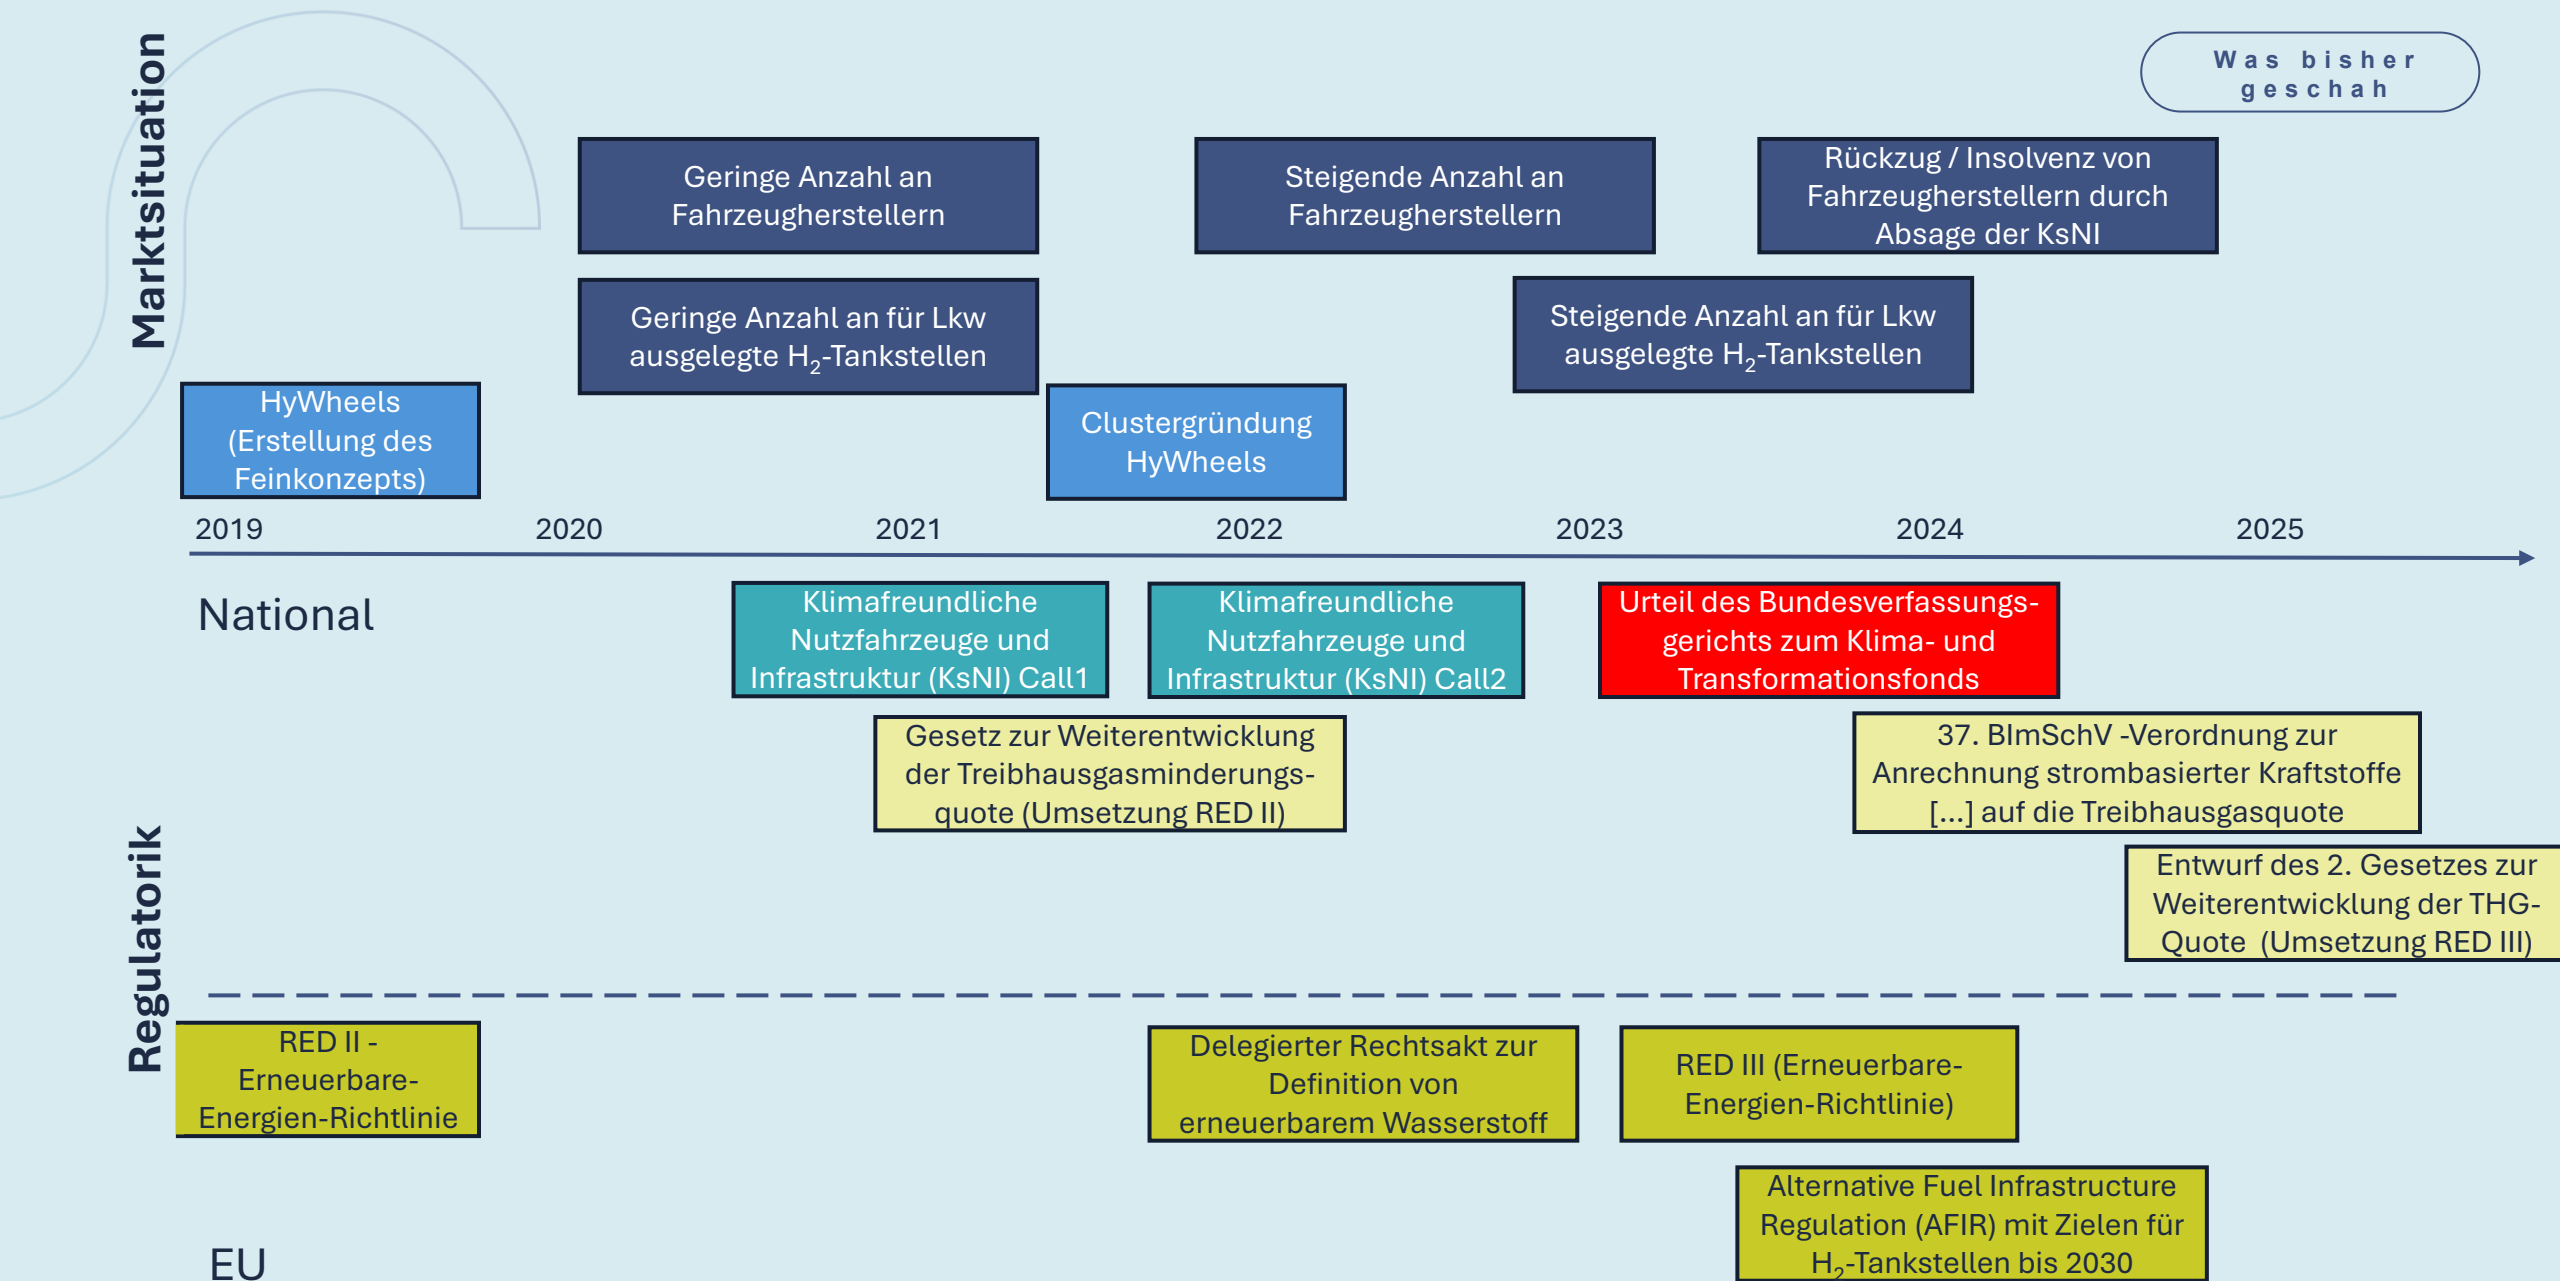 Marktsituation
Was bisher
geschah
Geringe Anzahl an
Fahrzeugherstellern
Steigende Anzahl an
Fahrzeugherstellern
Rückzug / Insolvenz von
Fahrzeugherstellern durch
Absage der KsNI
Geringe Anzahl an für Lkw
ausgelegte H₂-Tankstellen
Steigende Anzahl an für Lkw
ausgelegte H₂-Tankstellen
HyWheels
(Erstellung des
Feinkonzepts)
Clustergründung
HyWheels
2019 2020 2021 2022 2023 2024 2025
National
Klimafreundliche
Nutzfahrzeuge und
Infrastruktur (KsNI) Call1
Klimafreundliche
Nutzfahrzeuge und
Infrastruktur (KsNI) Call2
Urteil des Bundesverfassungs-
gerichts zum Klima- und
Transformationsfonds
Gesetz zur Weiterentwicklung
der Treibhausgasminderungs-
quote (Umsetzung RED II)
37. BImSchV -Verordnung zur
Anrechnung strombasierter Kraftstoffe
[...] auf die Treibhausgasquote
Entwurf des 2. Gesetzes zur
Weiterentwicklung der THG-
Quote  (Umsetzung RED III)
Regulatorik
RED II -
Erneuerbare-
Energien-Richtlinie
Delegierter Rechtsakt zur
Definition von
erneuerbarem Wasserstoff
RED III (Erneuerbare-
Energien-Richtlinie)
Alternative Fuel Infrastructure
Regulation (AFIR) mit Zielen für
H₂-Tankstellen bis 2030
EU